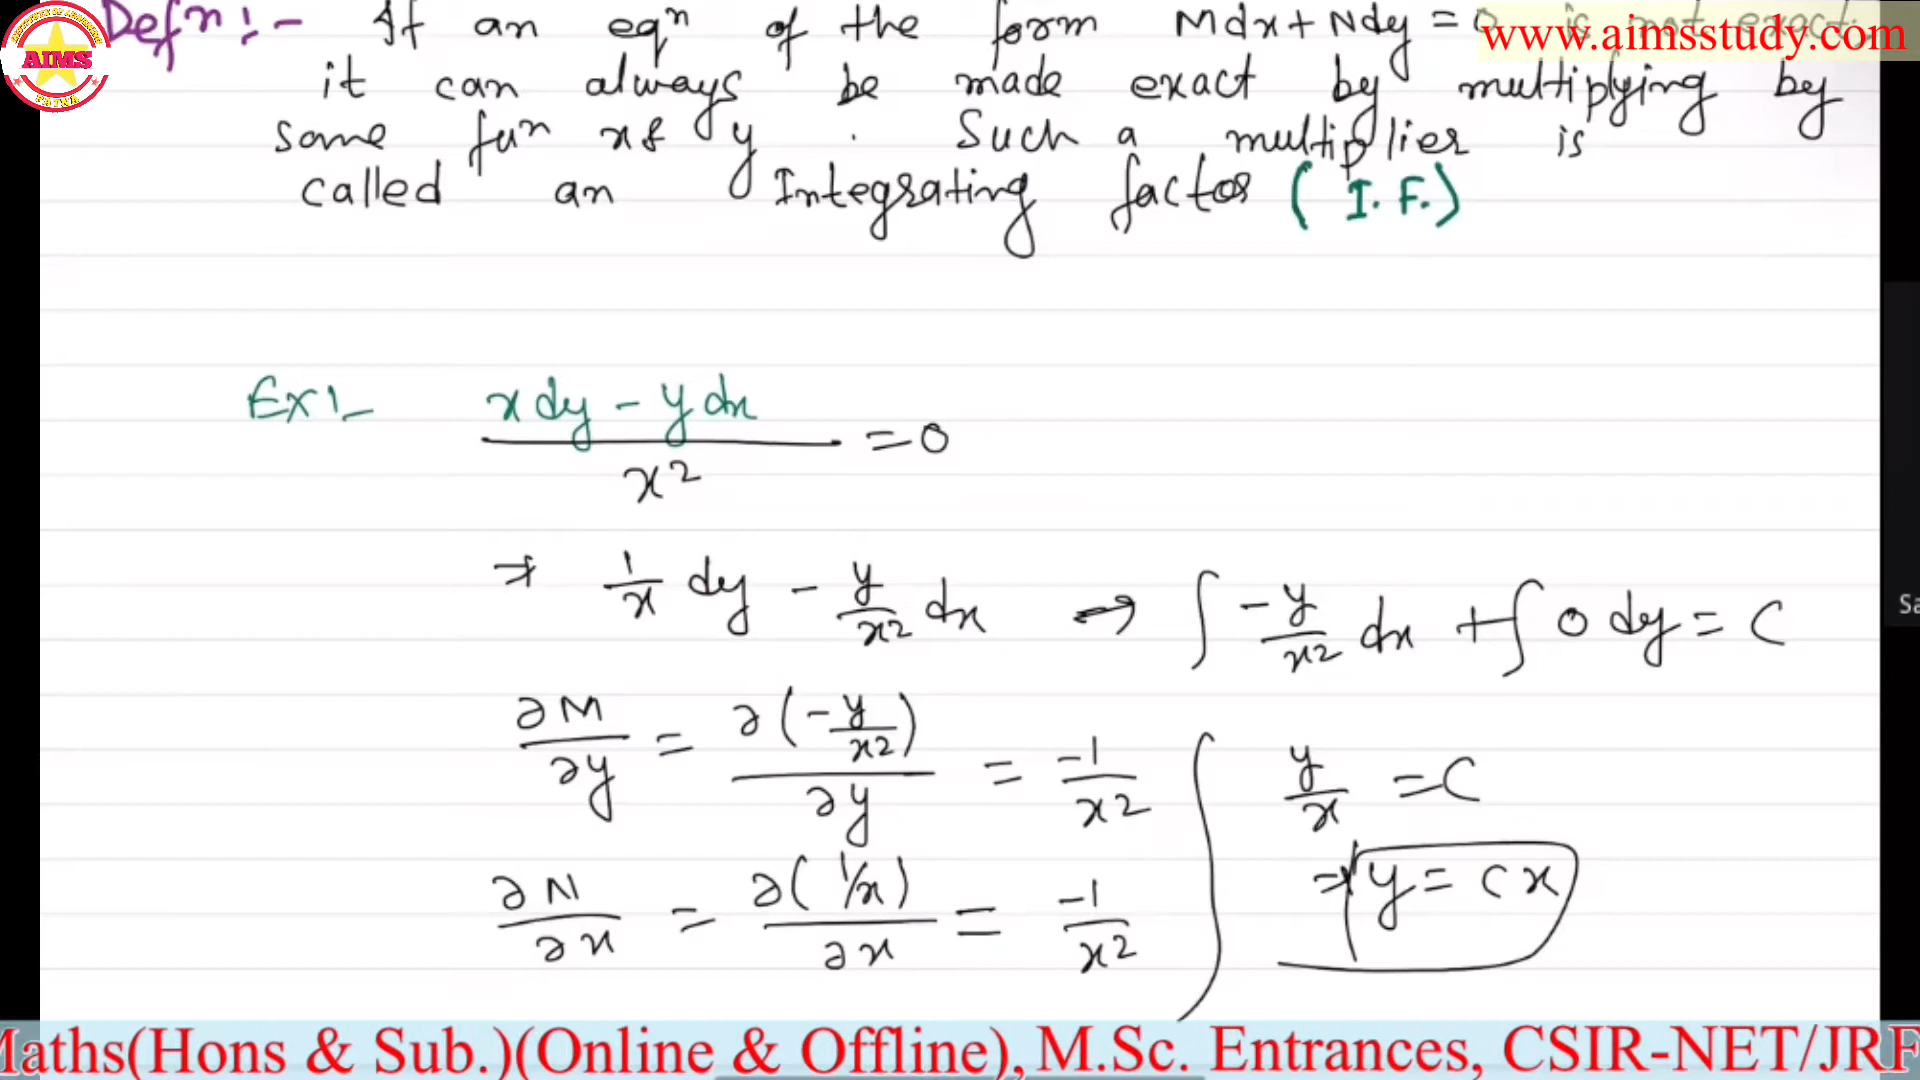 Defn:- If an eqn of the form Mdx + Ndy = 0 is not exact.
www.aimsstudy.com
AIMS
PATNA
it can always be made exact by multiplying by
some fun x & y . Such a multiplier is
called an Integrating factor ( I.F.)
Ex:- x dy - y dx / x² = 0
⇒ 1/x dy - y/x² dx ⇒ ∫ -y/x² dx + ∫ 0 dy = C
Sa
∂M/∂y = ∂(-y/x²)/∂y = -1/x²
y/x = C
∂N/∂x = ∂(1/x)/∂x = -1/x²
⇒ y = cx
Maths(Hons & Sub.)(Online & Offline), M.Sc. Entrances, CSIR-NET/JRF